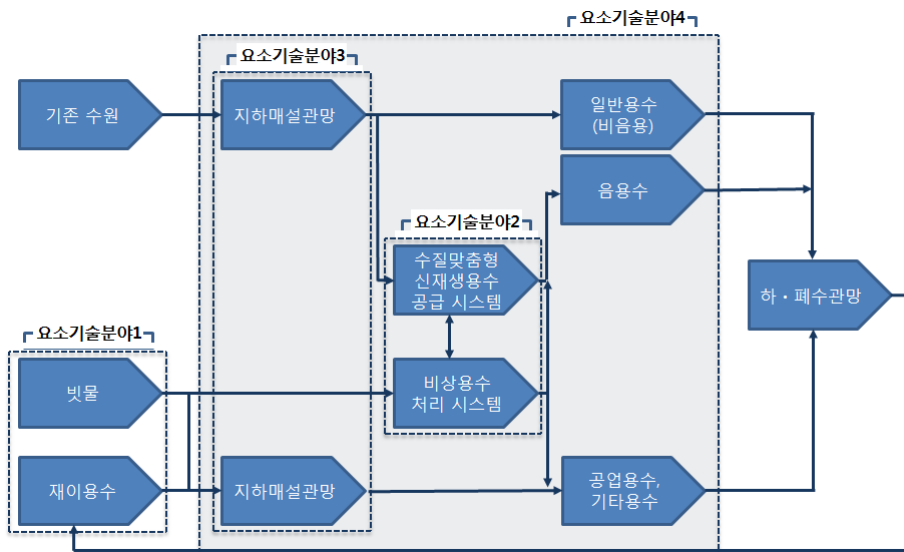 요소기술분야4
요소기술분야3
기존 수원
지하매설관망
일반용수
(비음용)
음용수
요소기술분야2
수질맞춤형
신재생용수
공급 시스템
하・폐수관망
요소기술분야1
빗물
비상용수
처리 시스템
재이용수
지하매설관망
공업용수,
기타용수